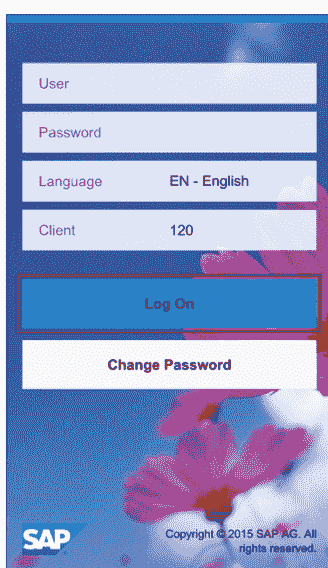 User
Password
Language EN - English
Client 120
Log On
Change Password
SAP
Copyright © 2015 SAP AG. All
rights reserved.